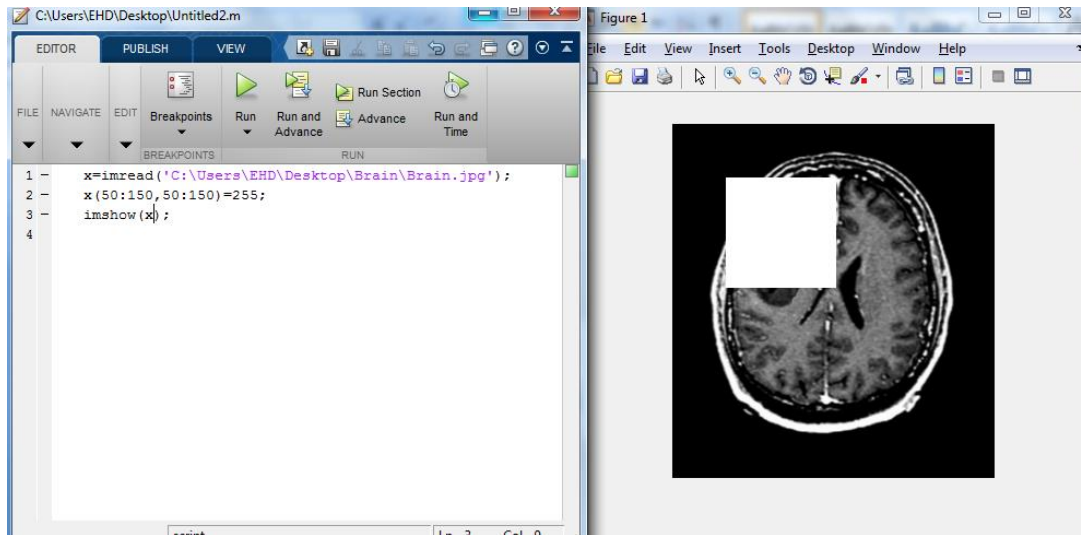 C:\Users\EHD\Desktop\Untitled2.m
EDITOR PUBLISH VIEW
FILE NAVIGATE EDIT Breakpoints Run Run and Advance Run Section Advance Run and Time
BREAKPOINTS RUN
1 x=imread('C:\Users\EHD\Desktop\Brain\Brain.jpg');
2 x(50:150,50:150)=255;
3 imshow(x);
4
Figure 1
File Edit View Insert Tools Desktop Window Help